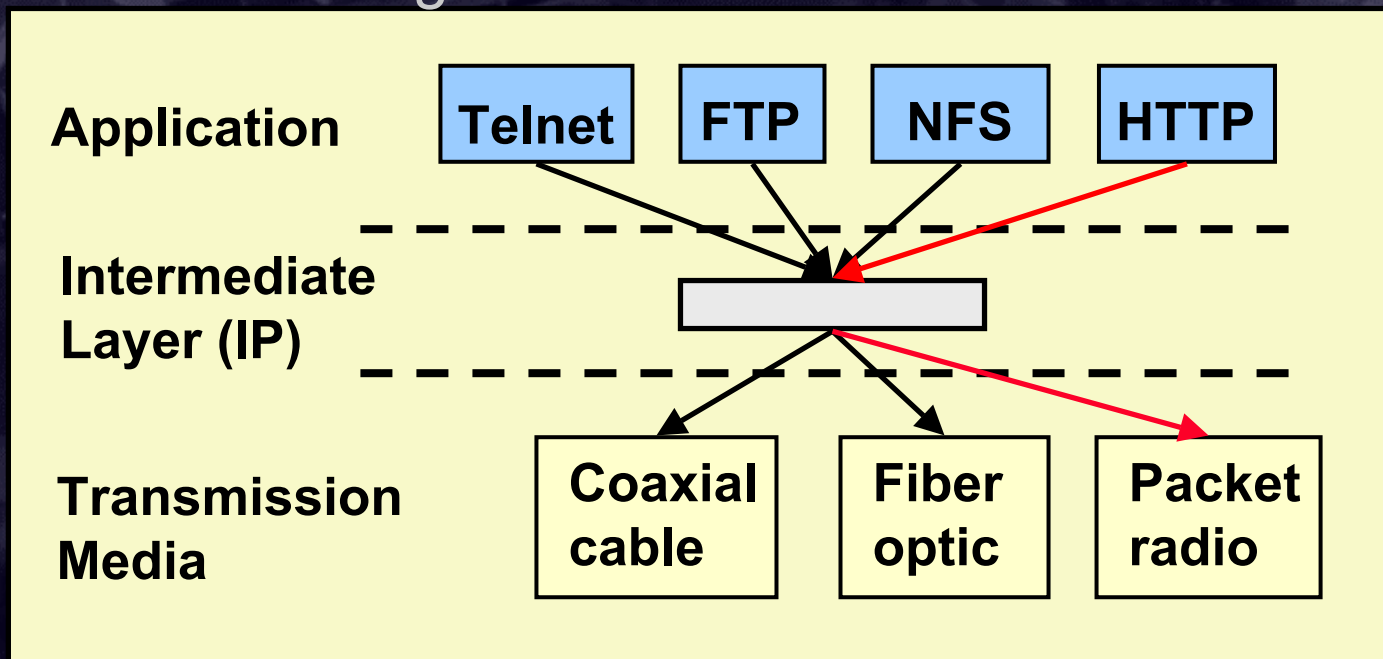 Application
Telnet
FTP
NFS
HTTP
Intermediate
Layer (IP)
Transmission
Media
Coaxial
cable
Fiber
optic
Packet
radio